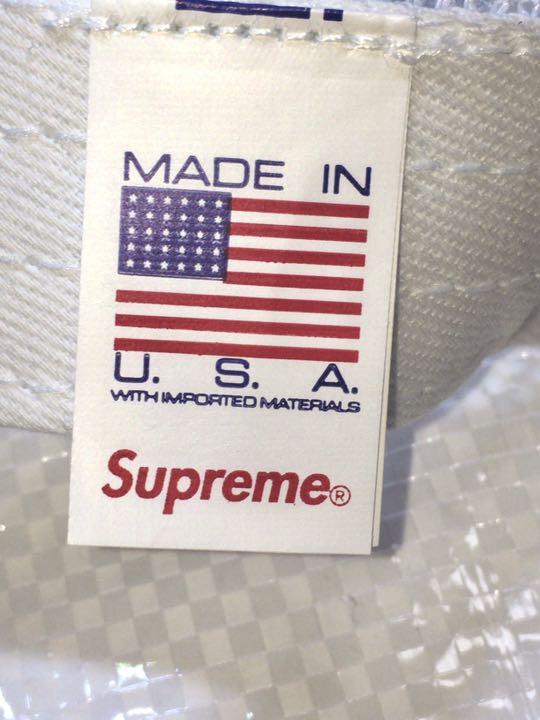 MADE IN
U. S. A.
WITH IMPORTED MATERIALS
Supreme®